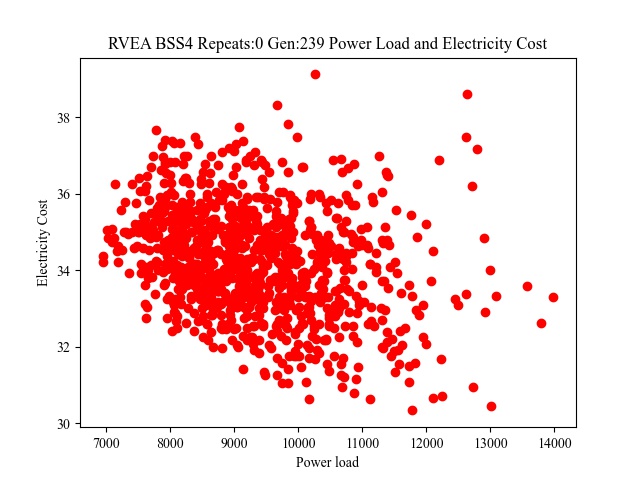 RVEA BSS4 Repeats:0 Gen:239 Power Load and Electricity Cost
Electricity Cost
38
36
34
32
30
7000 8000 9000 10000 11000 12000 13000 14000
Power load